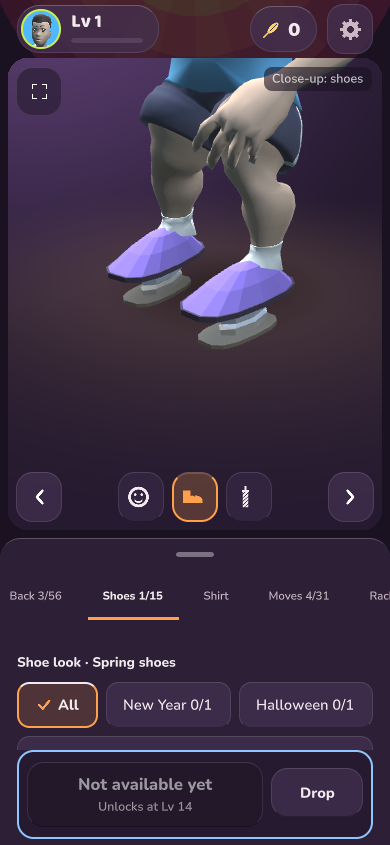 Lv 1
0
Close-up: shoes
Back 3/56
Shoes 1/15
Shirt
Moves 4/31
Shoe look · Spring shoes
All
New Year 0/1
Halloween 0/1
Not available yet
Unlocks at Lv 14
Drop